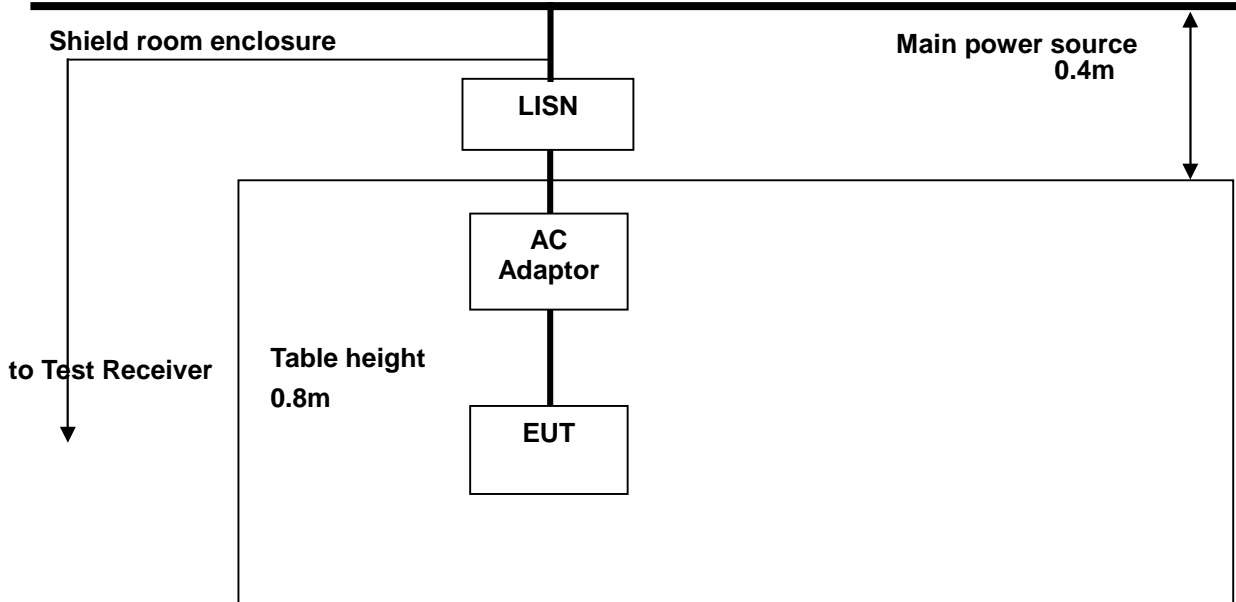 Shield room enclosure
Main power source
0.4m
LISN
AC
Adaptor
to Test Receiver
Table height
0.8m
EUT